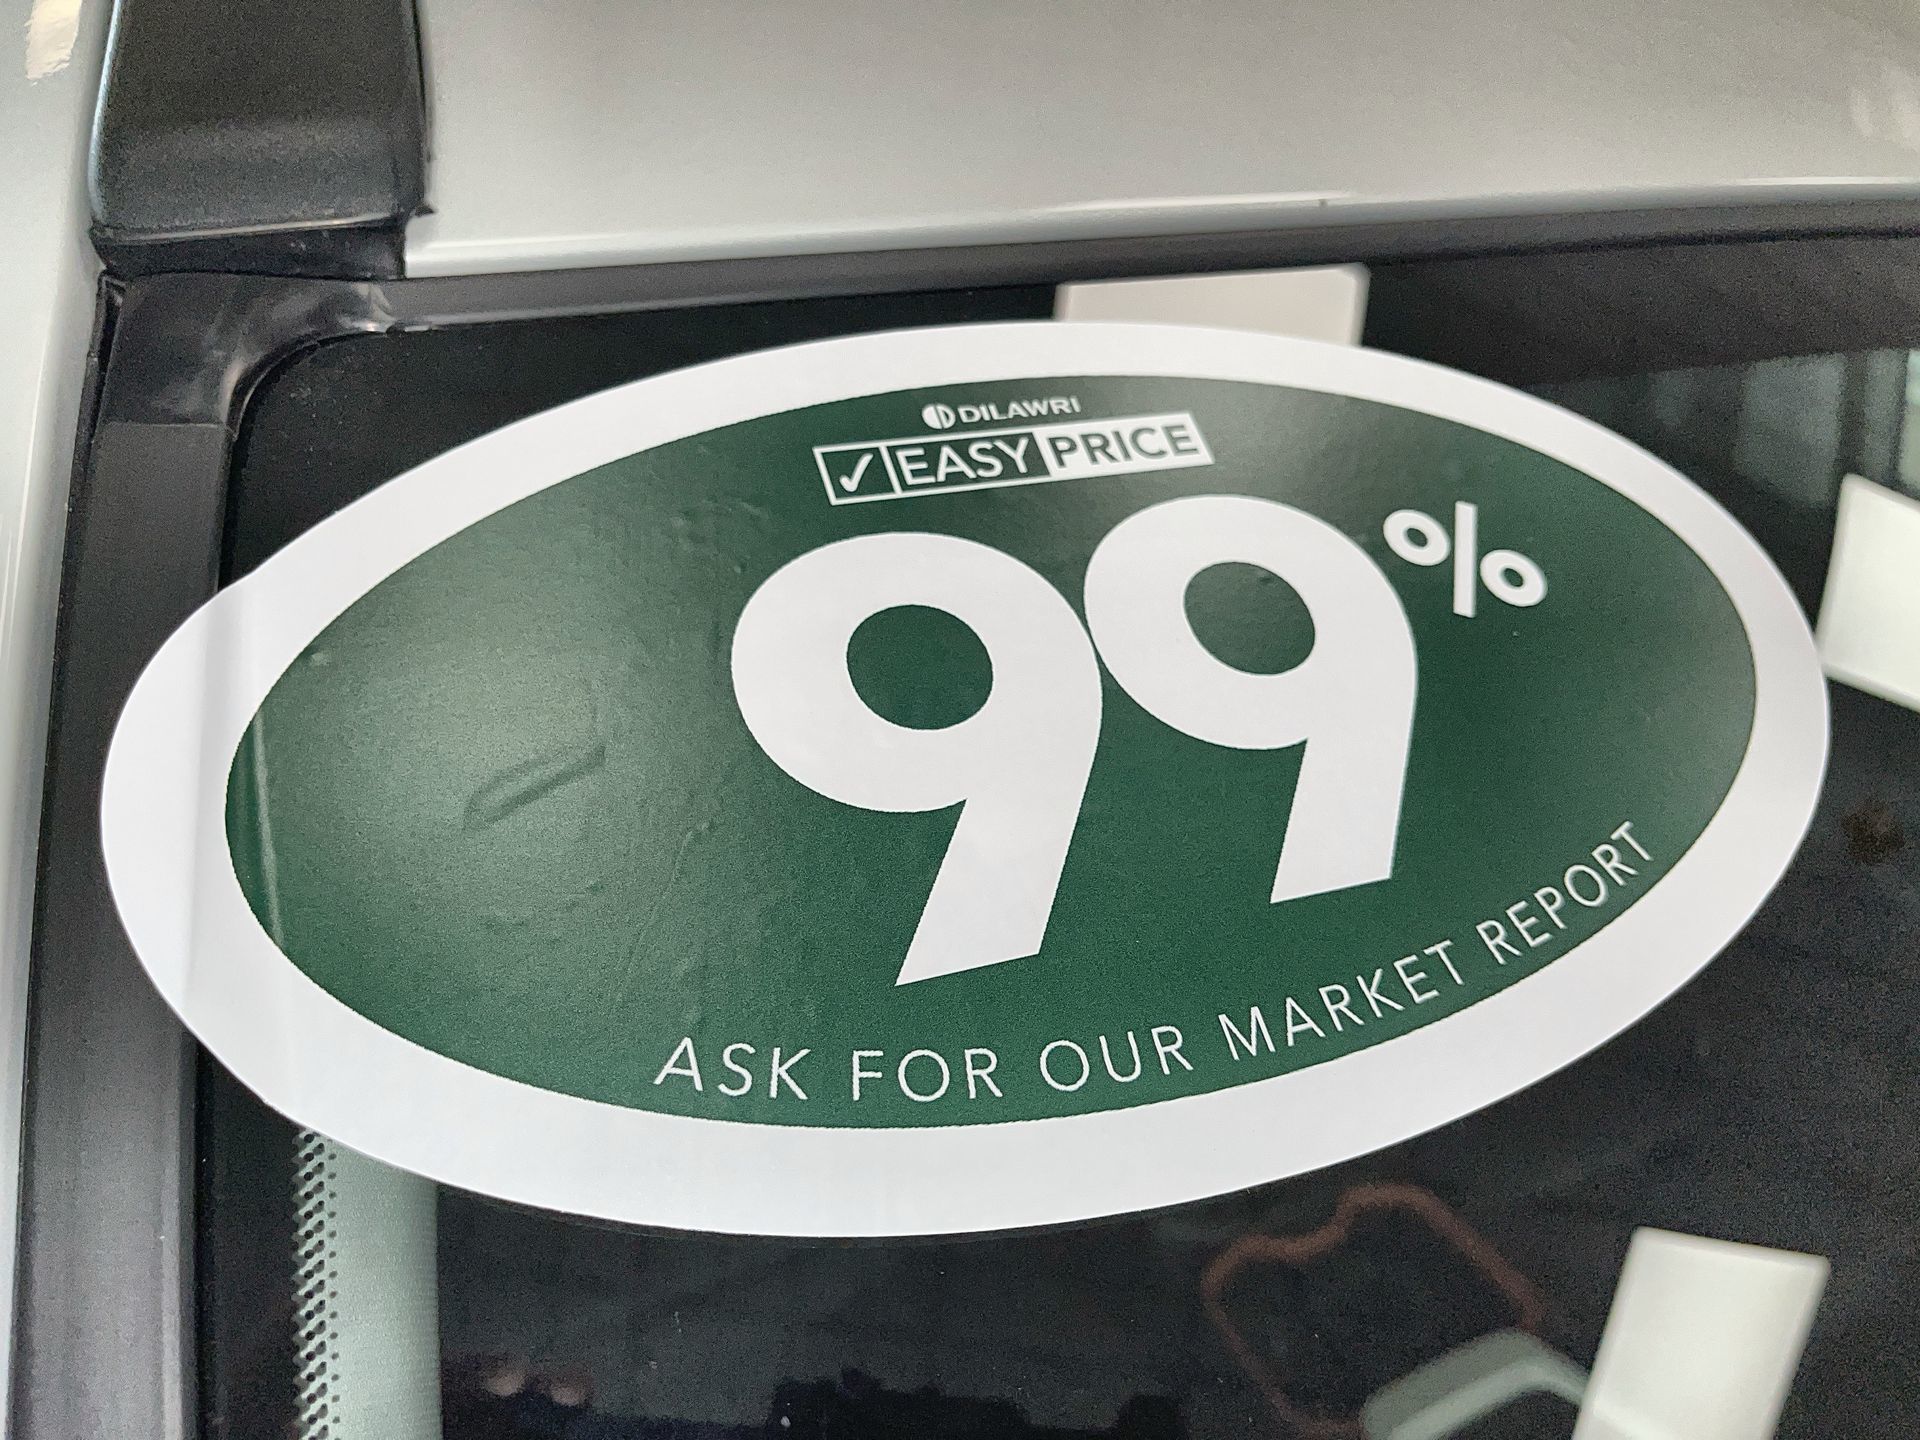 DILAWRI
✓ EASY PRICE
99%
ASK FOR OUR MARKET REPORT